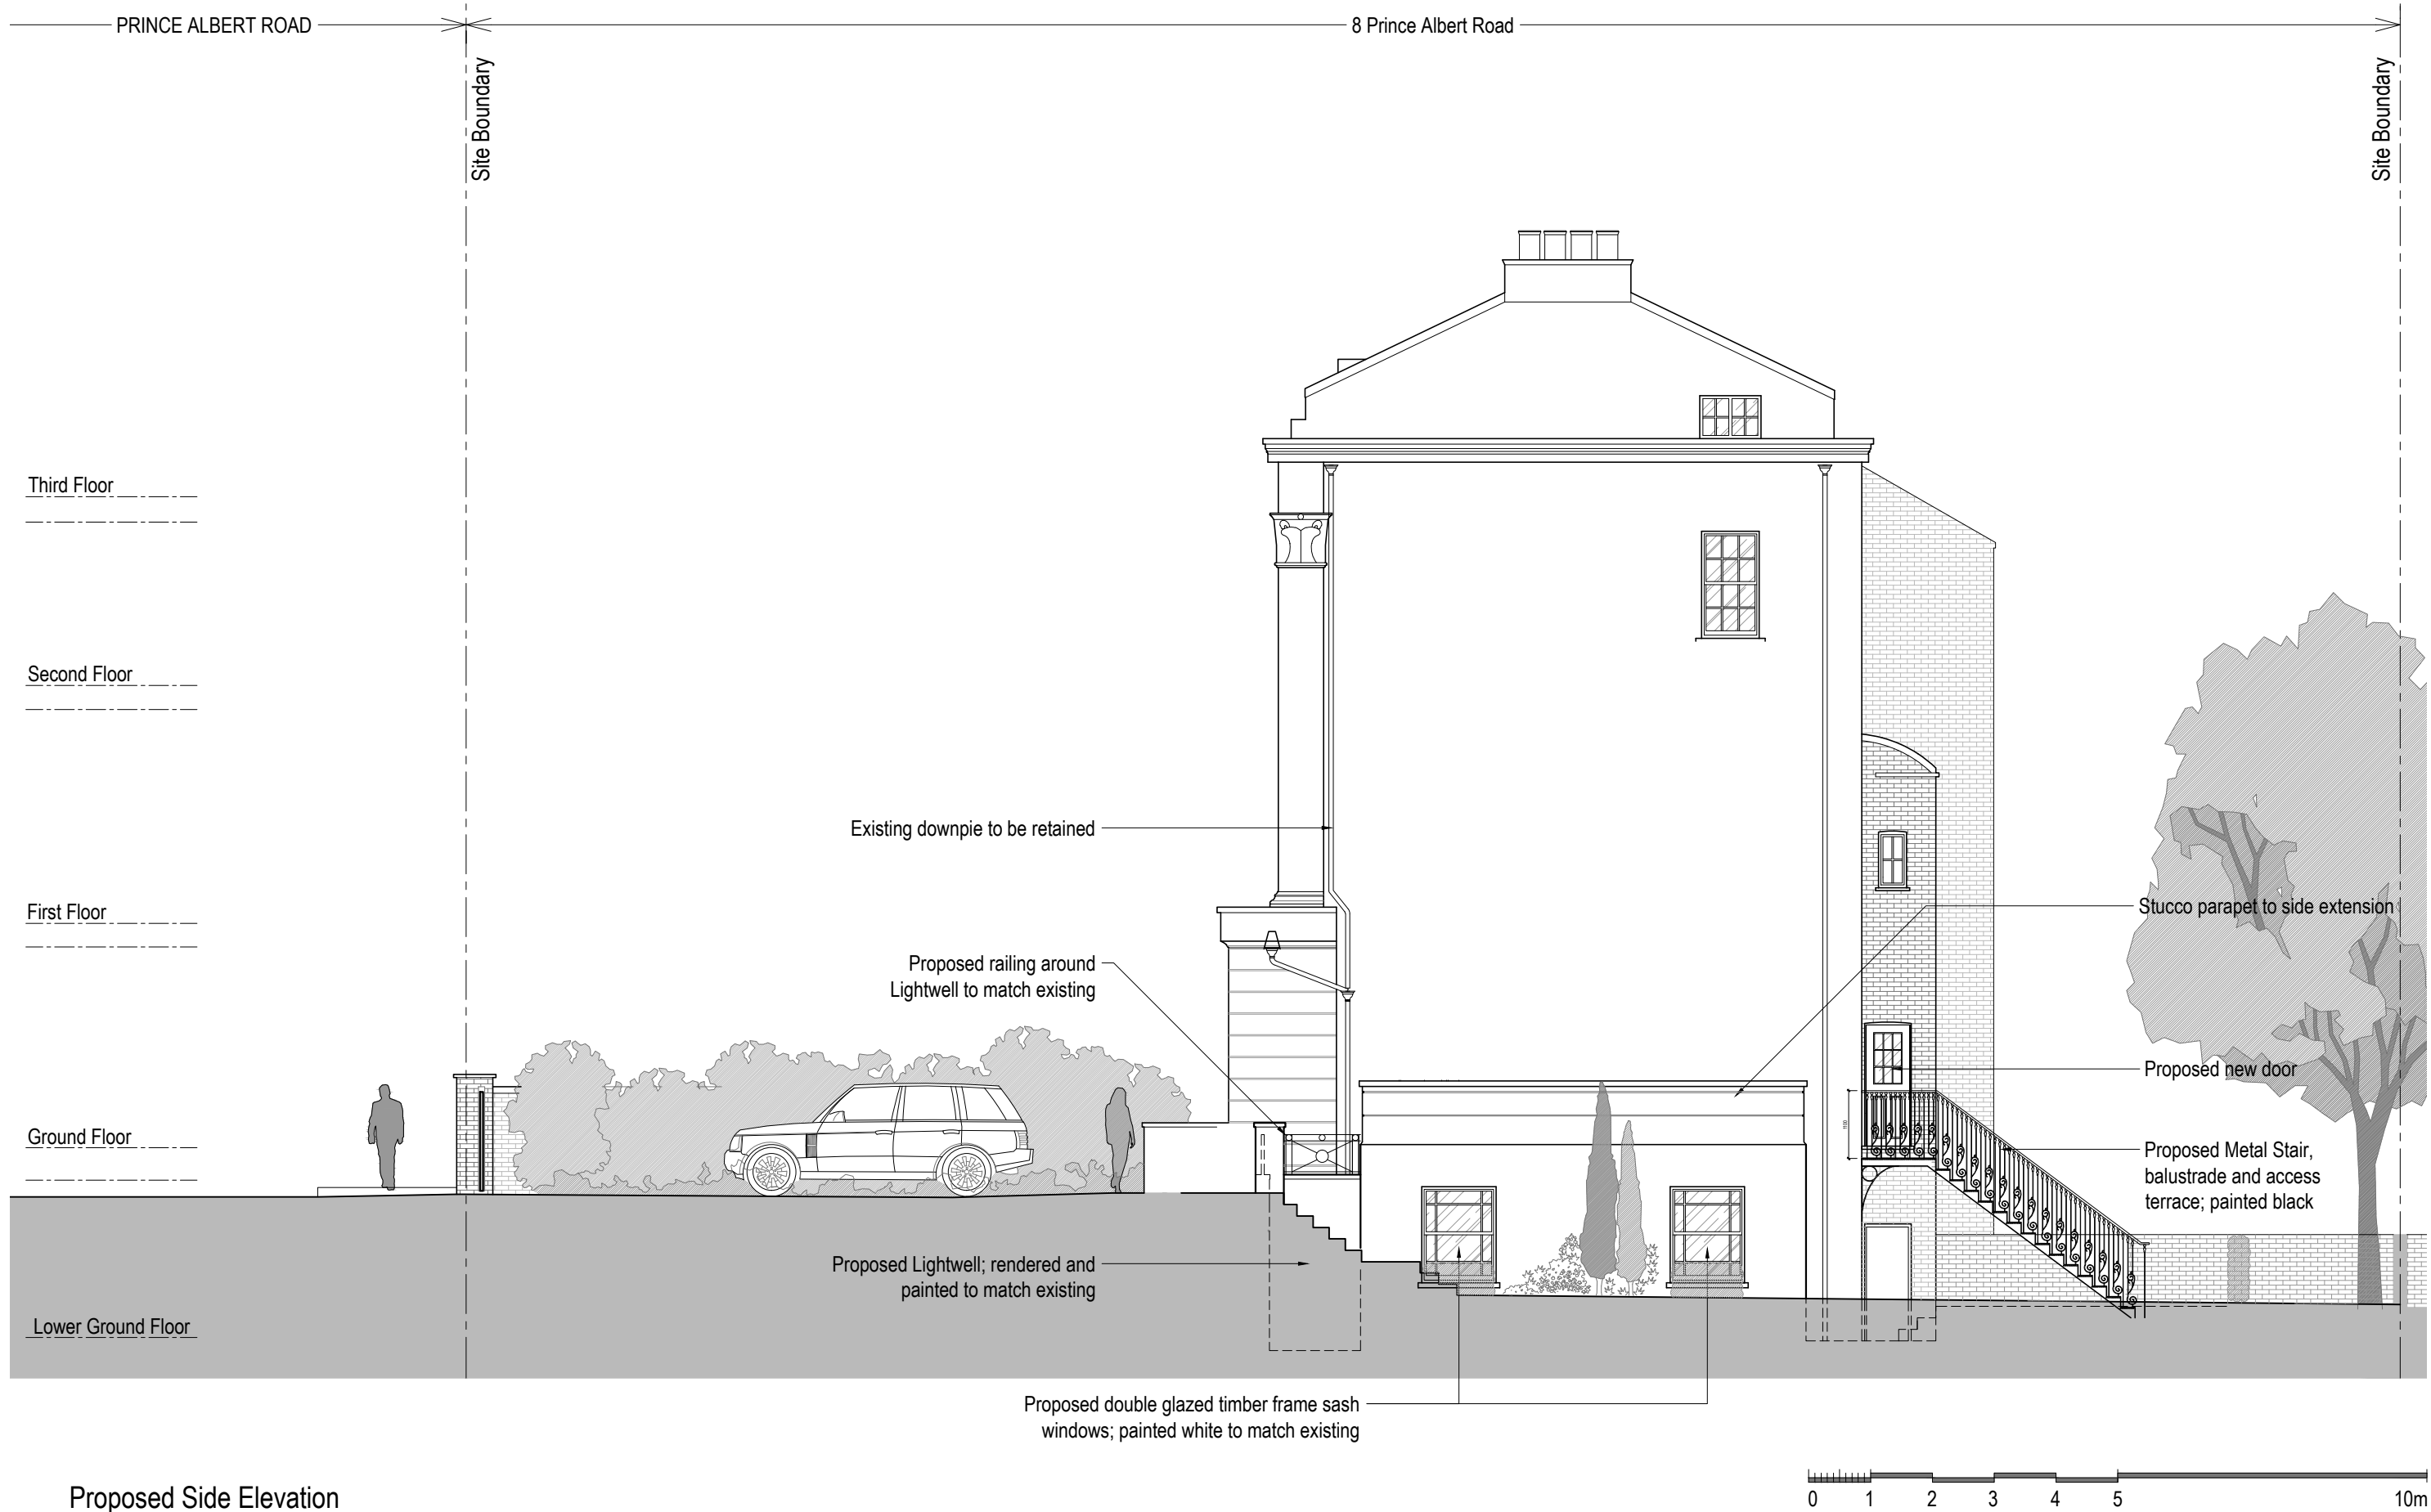 PRINCE ALBERT ROAD
8 Prince Albert Road
Site Boundary
Site Boundary
Third Floor
Second Floor
Existing downpie to be retained
First Floor
Stucco parapet to side extension
Proposed railing around
Lightwell to match existing
Proposed new door
Ground Floor
1100
Proposed Metal Stair,
balustrade and access
terrace; painted black
Proposed Lightwell; rendered and
painted to match existing
Lower Ground Floor
Proposed double glazed timber frame sash
windows; painted white to match existing
Proposed Side Elevation
0 1 2 3 4 5 10m